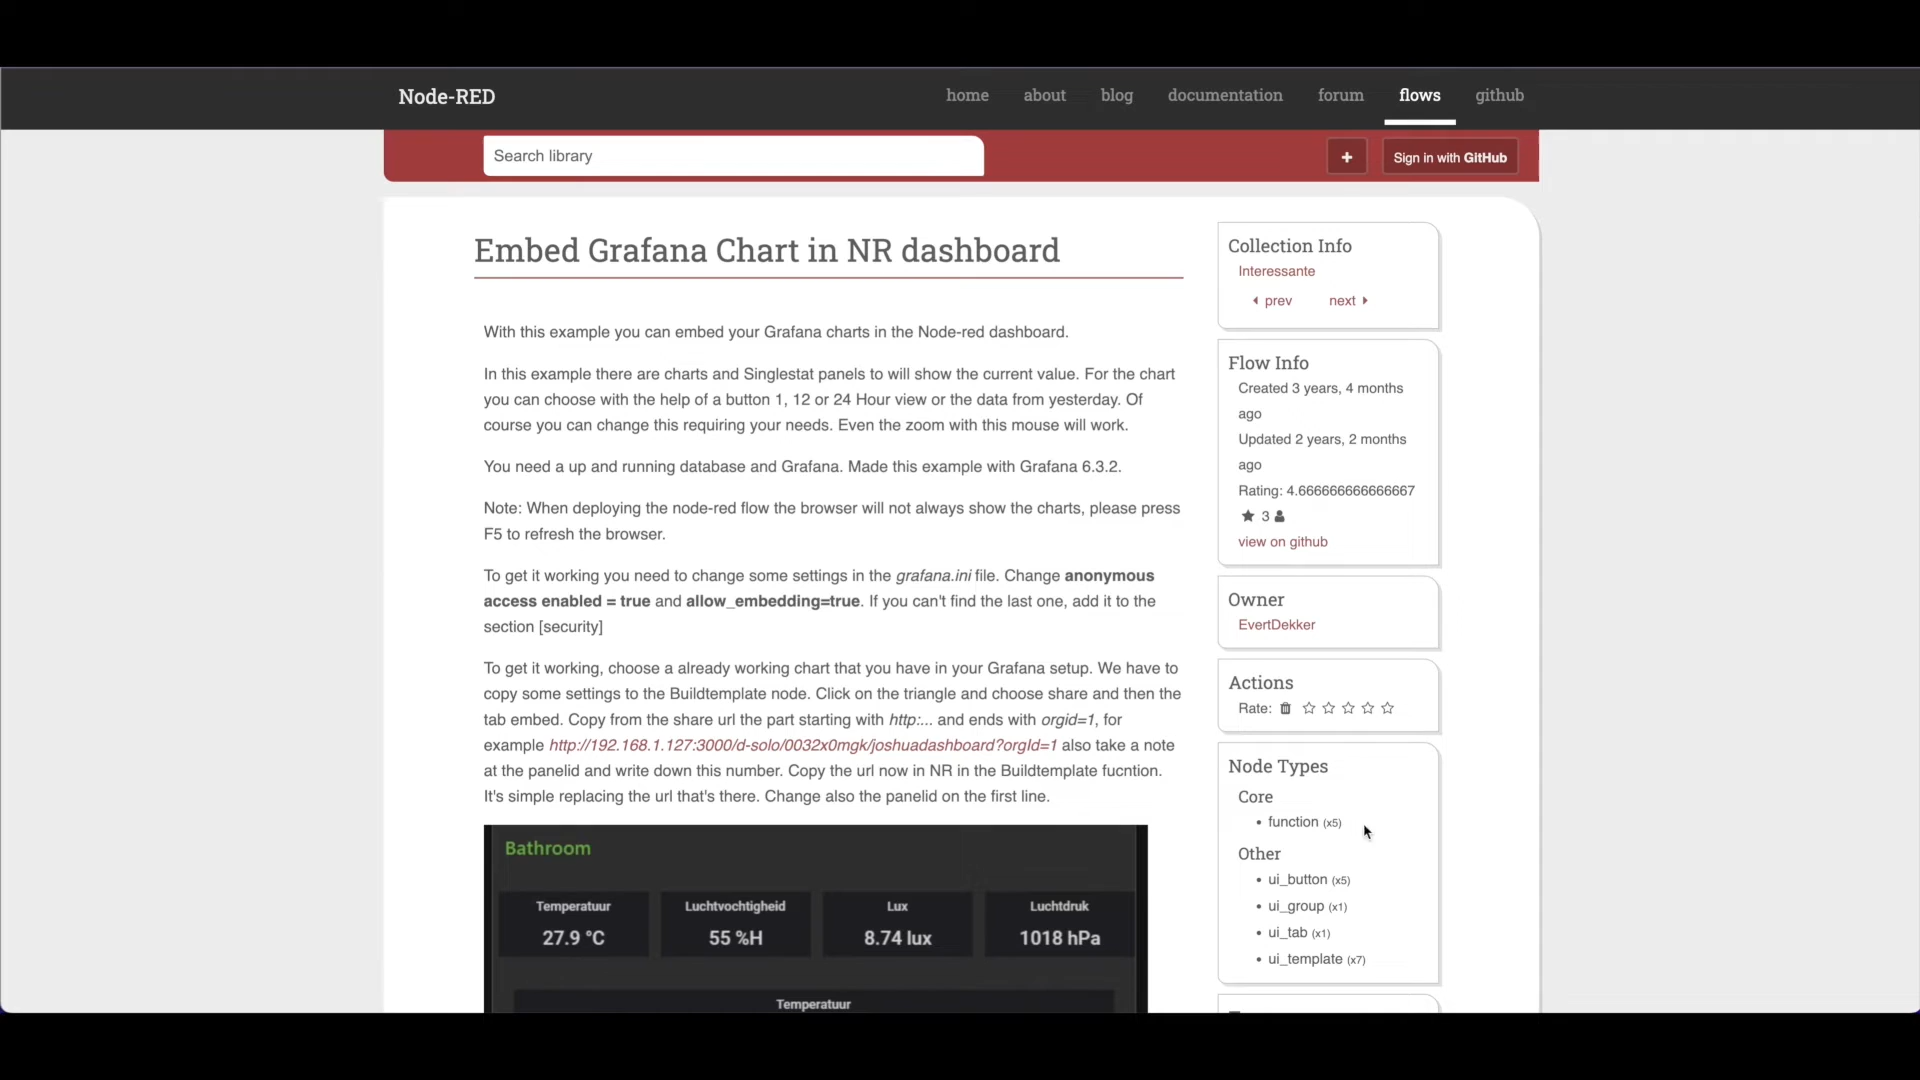 Node-RED
home about blog documentation forum flows github
Search library
+ Sign in with GitHub
Embed Grafana Chart in NR dashboard
With this example you can embed your Grafana charts in the Node-red dashboard.
In this example there are charts and Singlestat panels to will show the current value. For the chart
you can choose with the help of a button 1, 12 or 24 Hour view or the data from yesterday. Of
course you can change this requiring your needs. Even the zoom with this mouse will work.
You need a up and running database and Grafana. Made this example with Grafana 6.3.2.
Note: When deploying the node-red flow the browser will not always show the charts, please press
F5 to refresh the browser.
To get it working you need to change some settings in the grafana.ini file. Change anonymous
access enabled = true and allow_embedding=true. If you can't find the last one, add it to the
section [security]
To get it working, choose a already working chart that you have in your Grafana setup. We have to
copy some settings to the Buildtemplate node. Click on the triangle and choose share and then the
tab embed. Copy from the share url the part starting with http:... and ends with orgid=1, for
example http://192.168.1.127:3000/d-solo/0032x0mgk/joshuadashboard?orgId=1 also take a note
at the panelid and write down this number. Copy the url now in NR in the Buildtemplate fucntion.
It's simple replacing the url that's there. Change also the panelid on the first line.
Bathroom
Temperatuur Luchtvochtigheid Lux Luchtdruk
27.9 °C 55 %H 8.74 lux 1018 hPa
Temperatuur
Collection Info
Interessante
prev next
Flow Info
Created 3 years, 4 months
ago
Updated 2 years, 2 months
ago
Rating: 4.666666666666667
3
view on github
Owner
EvertDekker
Actions
Rate:
Node Types
Core
• function (x5)
Other
• ui_button (x5)
• ui_group (x1)
• ui_tab (x1)
• ui_template (x7)